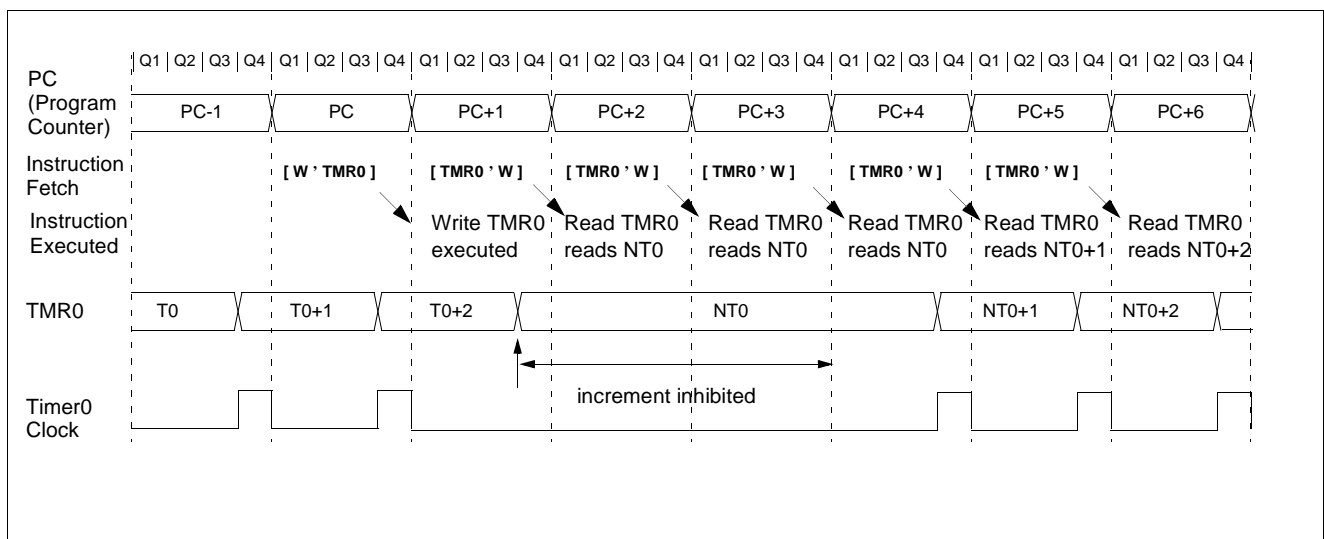 Q1 Q2 Q3 Q4 Q1 Q2 Q3 Q4 Q1 Q2 Q3 Q4 Q1 Q2 Q3 Q4 Q1 Q2 Q3 Q4 Q1 Q2 Q3 Q4 Q1 Q2 Q3 Q4 Q1 Q2 Q3 Q4
PC
(Program
Counter)
PC-1 PC PC+1 PC+2 PC+3 PC+4 PC+5 PC+6
Instruction
Fetch
[ W ’ TMR0 ] [ TMR0 ’ W ] [ TMR0 ’ W ] [ TMR0 ’ W ] [ TMR0 ’ W ] [ TMR0 ’ W ]
Instruction
Executed
Write TMR0 Read TMR0 Read TMR0 Read TMR0 Read TMR0 Read TMR0
executed reads NT0 reads NT0 reads NT0 reads NT0+1 reads NT0+2
TMR0 T0 T0+1 T0+2 NT0 NT0+1 NT0+2
increment inhibited
Timer0
Clock